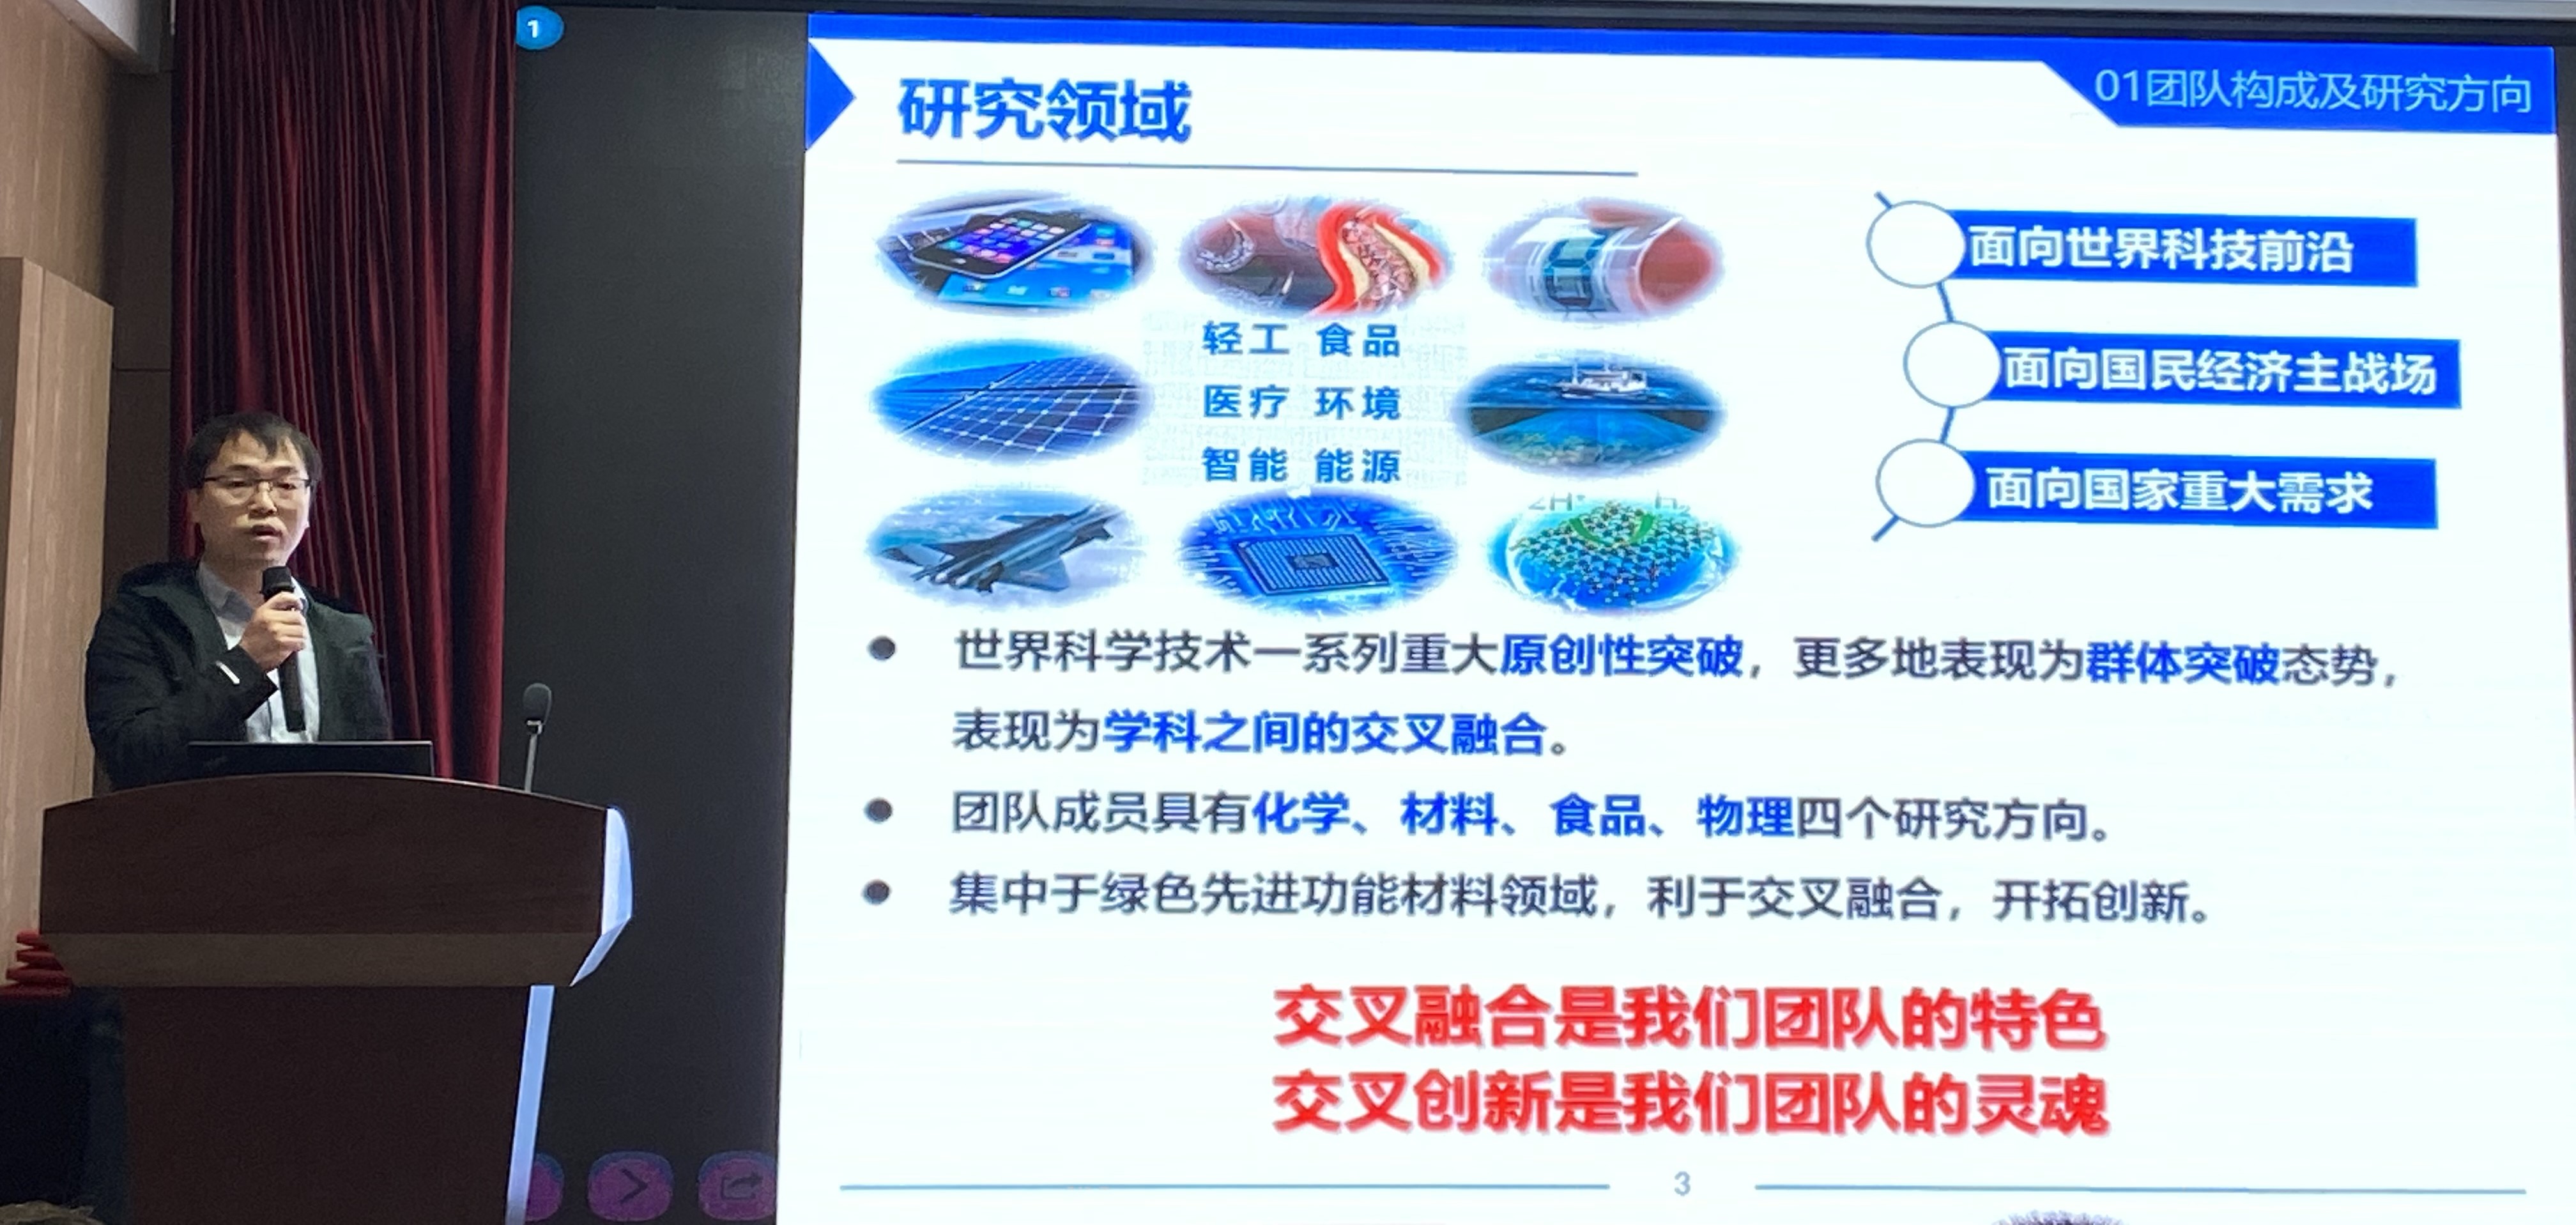 1
01团队构成及研究方向
研究领域
面向世界科技前沿
面向国民经济主战场
面向国家重大需求
轻工 食品
医疗 环境
智能 能源
2H⁺ H₂
● 世界科学技术一系列重大原创性突破，更多地表现为群体突破态势，
表现为学科之间的交叉融合。
● 团队成员具有化学、材料、食品、物理四个研究方向。
● 集中于绿色先进功能材料领域，利于交叉融合，开拓创新。
交叉融合是我们团队的特色
交叉创新是我们团队的灵魂
3